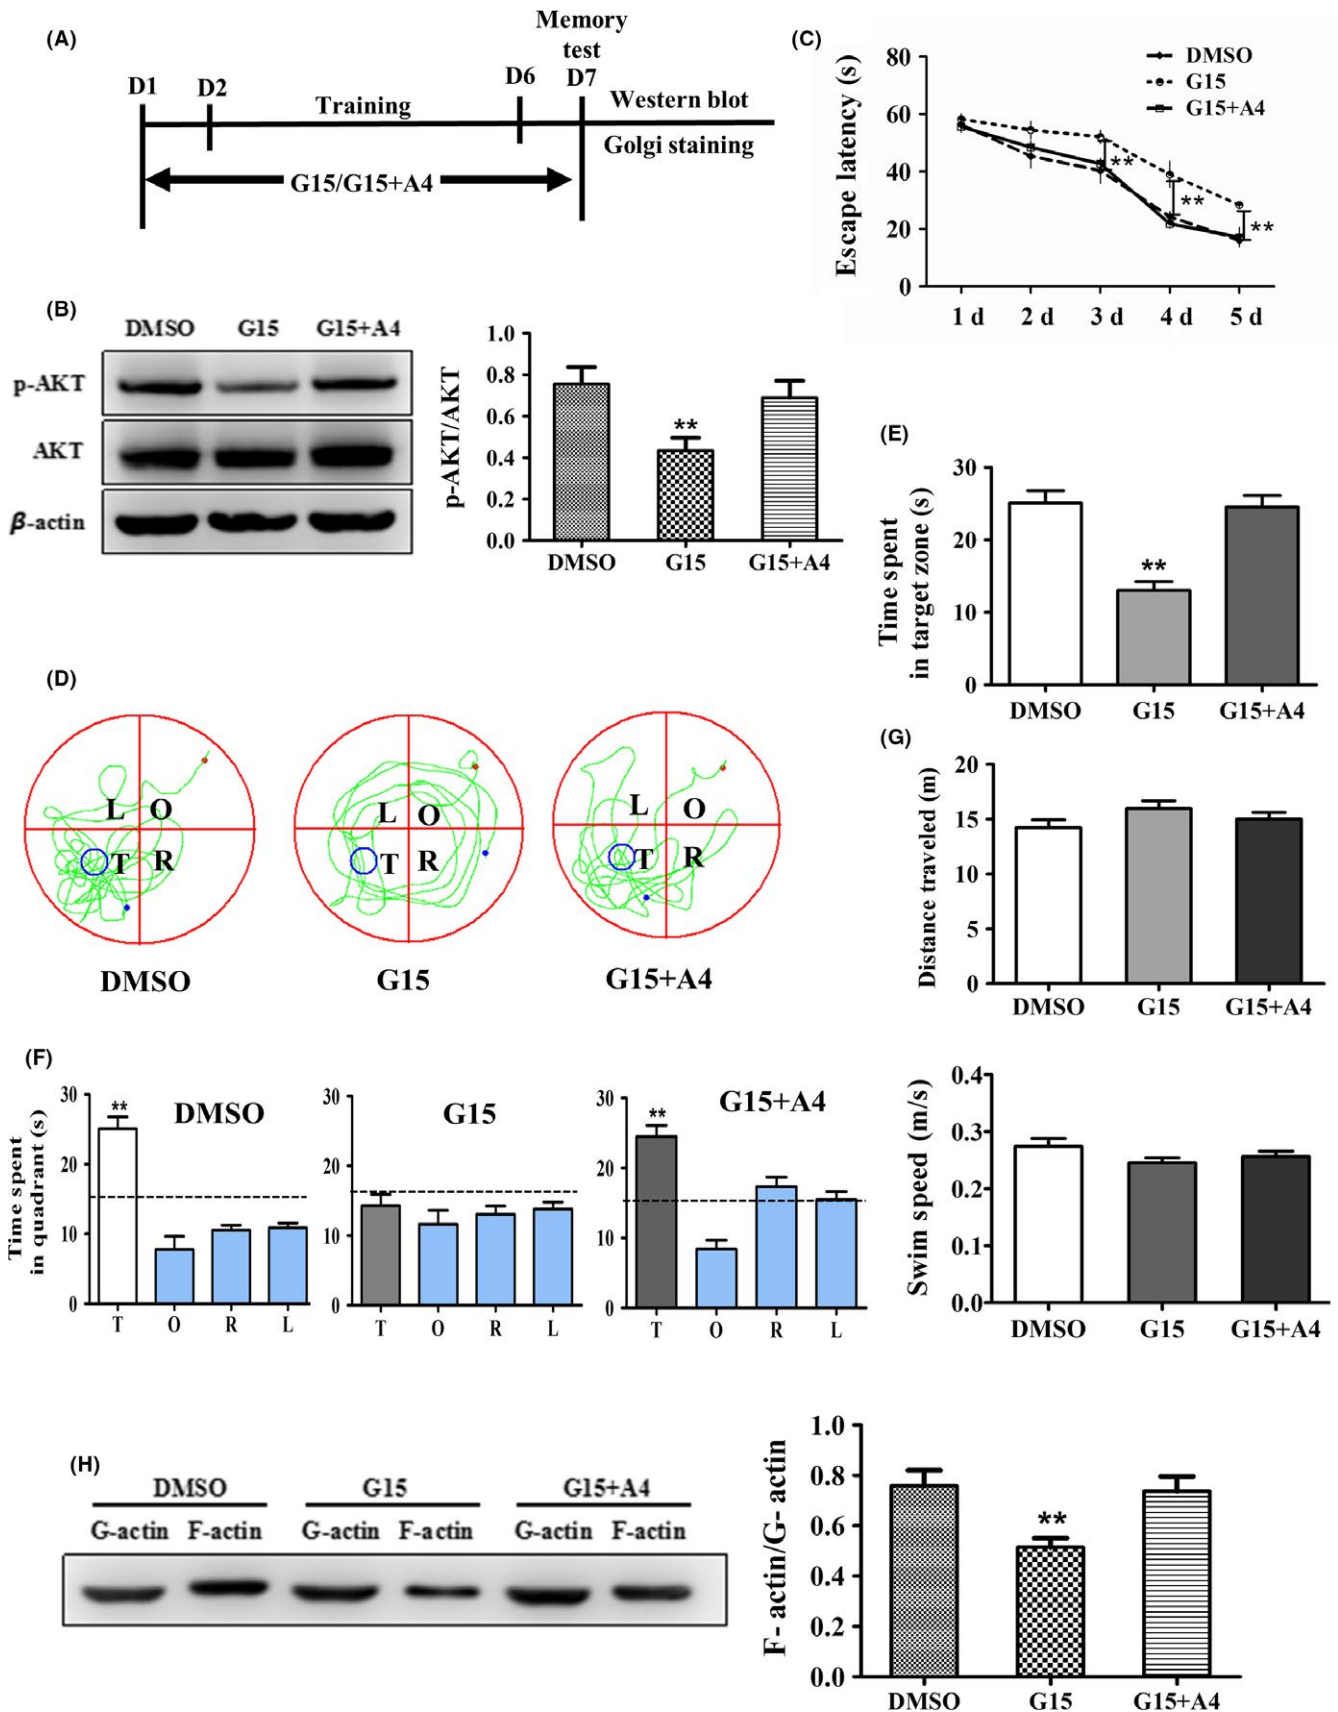 (A)
Memory
test
D1
D2
D6
D7
Training
Western blot
Golgi staining
G15/G15+A4
(C)
Escape latency (s)
80
60
40
20
0
DMSO
G15
G15+A4
**
**
**
1 d
2 d
3 d
4 d
5 d
(B)
DMSO
G15
G15+A4
p-AKT
AKT
β-actin
p-AKT/AKT
1.0
0.8
0.6
0.4
0.2
0.0
**
DMSO
G15
G15+A4
(E)
Time spent
in target zone (s)
30
20
10
0
**
DMSO
G15
G15+A4
(D)
L
O
T
R
DMSO
L
O
T
R
G15
L
O
T
R
G15+A4
(G)
Distance traveled (m)
20
15
10
5
0
DMSO
G15
G15+A4
(F)
Time spent
in quadrant (s)
30
20
10
0
**
DMSO
T
O
R
L
30
20
10
0
G15
T
O
R
L
30
20
10
0
**
G15+A4
T
O
R
L
Swim speed (m/s)
0.4
0.3
0.2
0.1
0.0
DMSO
G15
G15+A4
(H)
DMSO
G15
G15+A4
G-actin
F-actin
G-actin
F-actin
G-actin
F-actin
F- actin/G- actin
1.0
0.8
0.6
0.4
0.2
0.0
**
DMSO
G15
G15+A4